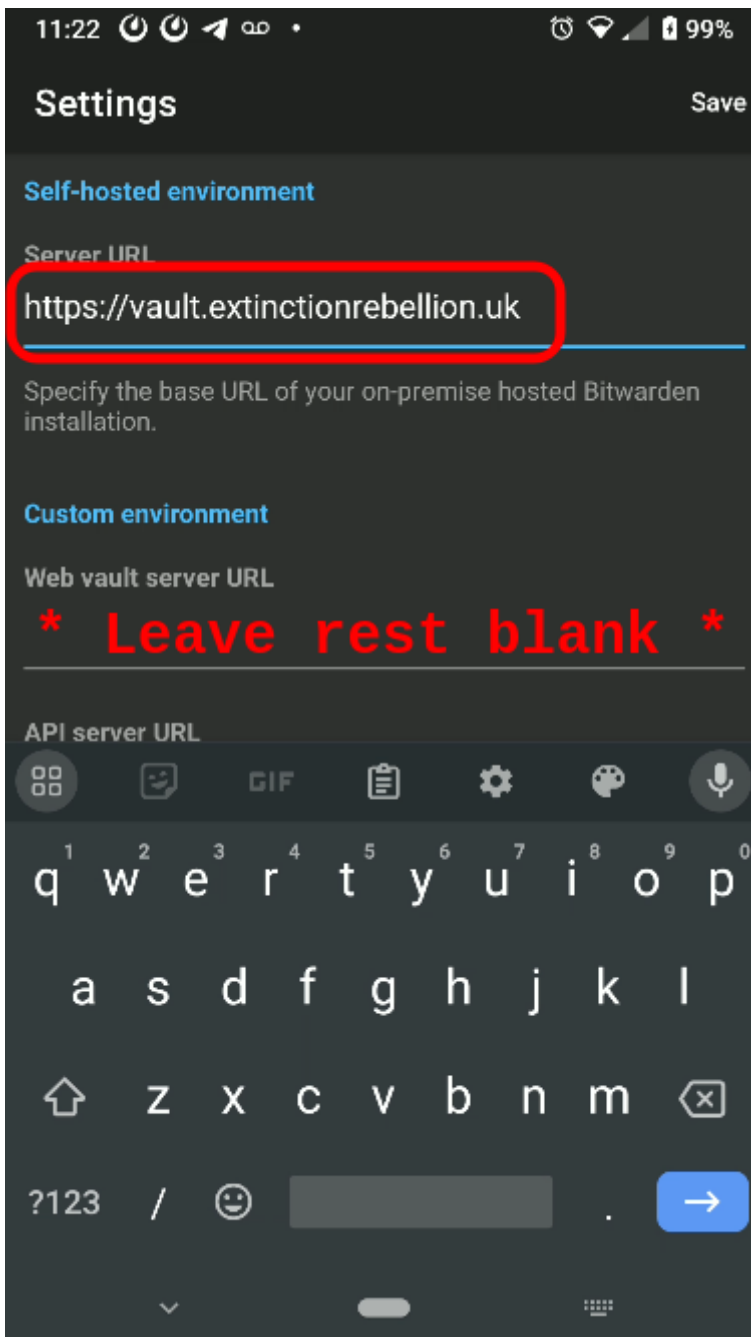 11:22 99%
Settings Save
Self-hosted environment
Server URL
https://vault.extinctionrebellion.uk
Specify the base URL of your on-premise hosted Bitwarden
installation.
Custom environment
Web vault server URL
* Leave rest blank *
API server URL
GIF
1 2 3 4 5 6 7 8 9 0
q w e r t y u i o p
a s d f g h j k l
z x c v b n m
?123 / .